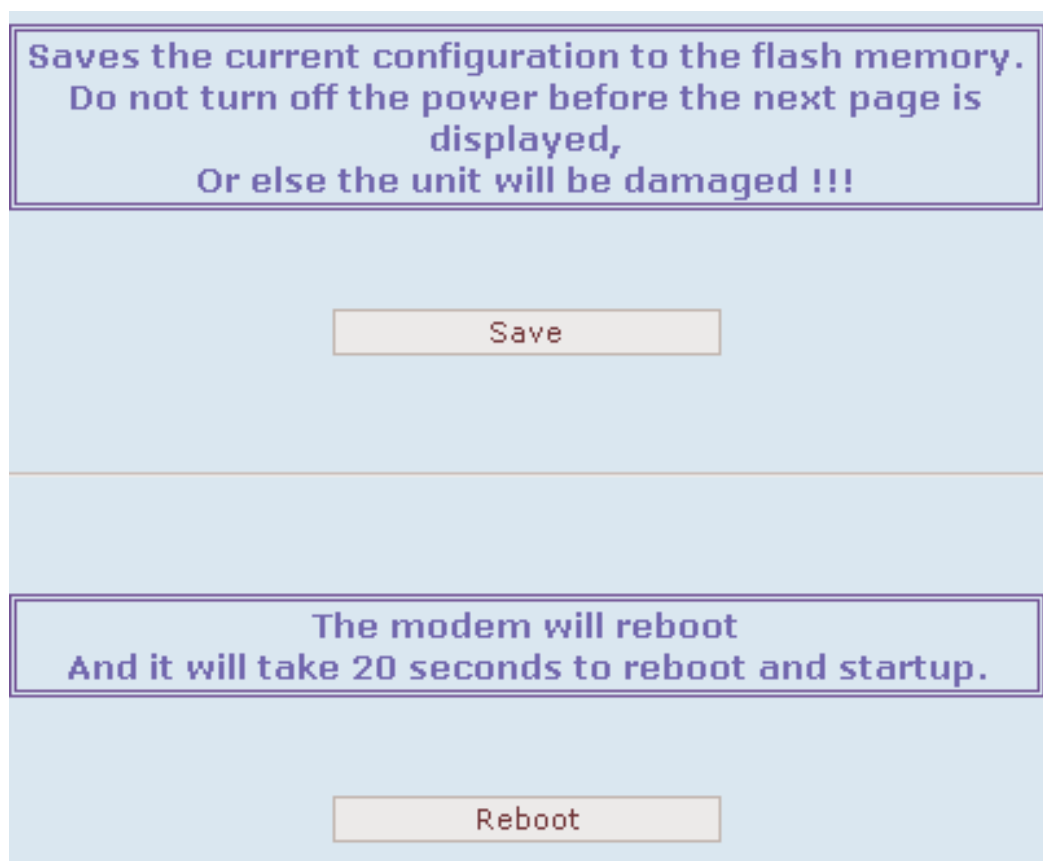 Saves the current configuration to the flash memory.
Do not turn off the power before the next page is
displayed,
Or else the unit will be damaged !!!
Save
The modem will reboot
And it will take 20 seconds to reboot and startup.
Reboot